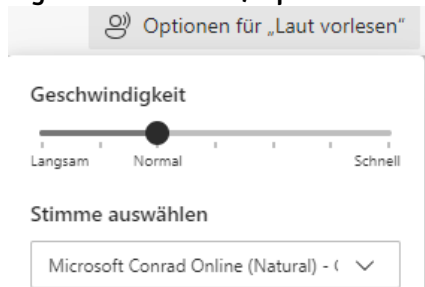 Optionen für „Laut vorlesen“
Geschwindigkeit
Langsam Normal Schnell
Stimme auswählen
Microsoft Conrad Online (Natural) -